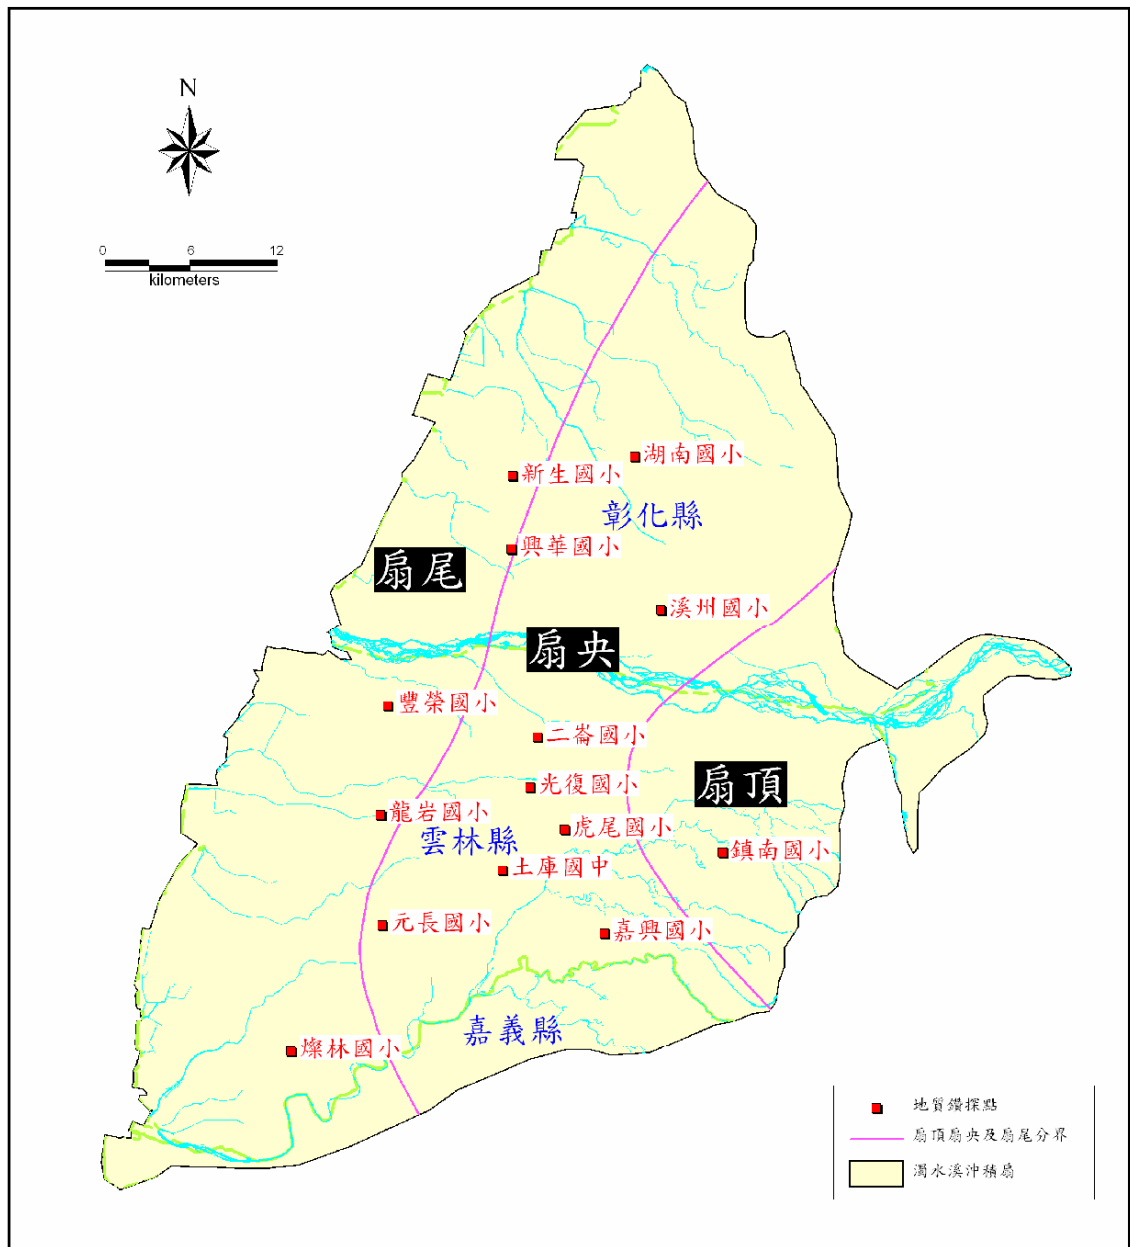 N
0 6 12
kilometers
湖南國小
新生國小
彰化縣
興華國小
扇尾
溪州國小
扇央
豐榮國小
二崙國小
光復國小
扇頂
龍岩國小
虎尾國小
雲林縣
鎮南國小
土庫國中
元長國小
嘉興國小
嘉義縣
燦林國小
地質鑽探點
扇頂扇央及扇尾分界
濁水溪沖積扇